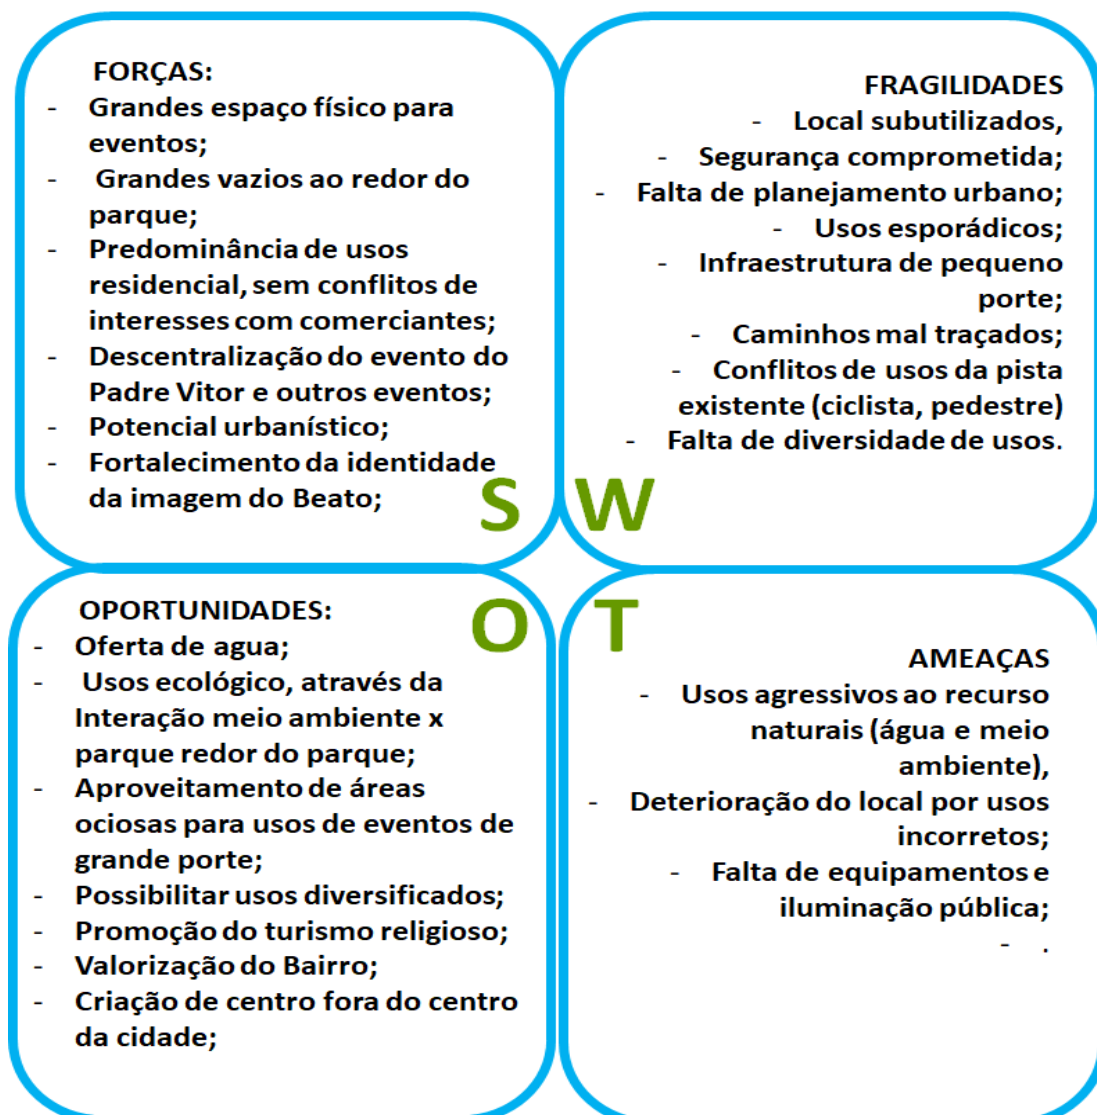 FORÇAS:
- Grandes espaço físico para
eventos;
- Grandes vazios ao redor do
parque;
- Predominância de usos
residencial, sem conflitos de
interesses com comerciantes;
- Descentralização do evento do
Padre Vitor e outros eventos;
- Potencial urbanístico;
- Fortalecimento da identidade
da imagem do Beato;
S
FRAGILIDADES
- Local subutilizados,
- Segurança comprometida;
- Falta de planejamento urbano;
- Usos esporádicos;
- Infraestrutura de pequeno
porte;
- Caminhos mal traçados;
- Conflitos de usos da pista
existente (ciclista, pedestre)
- Falta de diversidade de usos.
W
OPORTUNIDADES:
- Oferta de agua;
- Usos ecológico, através da
Interação meio ambiente x
parque redor do parque;
- Aproveitamento de áreas
ociosas para usos de eventos de
grande porte;
- Possibilitar usos diversificados;
- Promoção do turismo religioso;
- Valorização do Bairro;
- Criação de centro fora do centro
da cidade;
O
T
AMEAÇAS
- Usos agressivos ao recurso
naturais (água e meio
ambiente),
- Deterioração do local por usos
incorretos;
- Falta de equipamentos e
iluminação pública;
- .